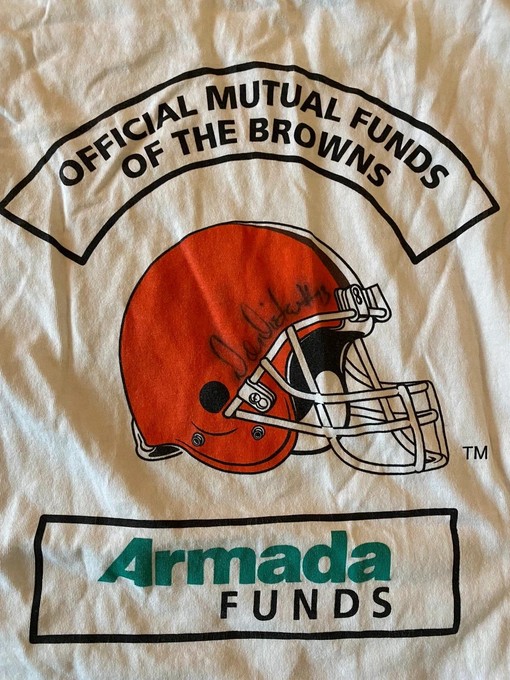 OFFICIAL MUTUAL FUNDS
OF THE BROWNS
TM
Armada
FUNDS